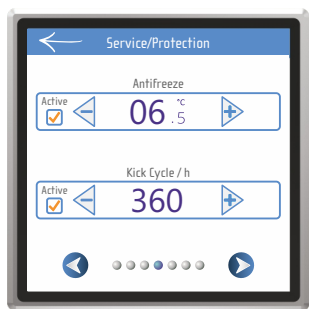 Service/Protection
Antifreeze
Active
- 06.5 °C +
Kick Cycle / h
Active
- 360 +